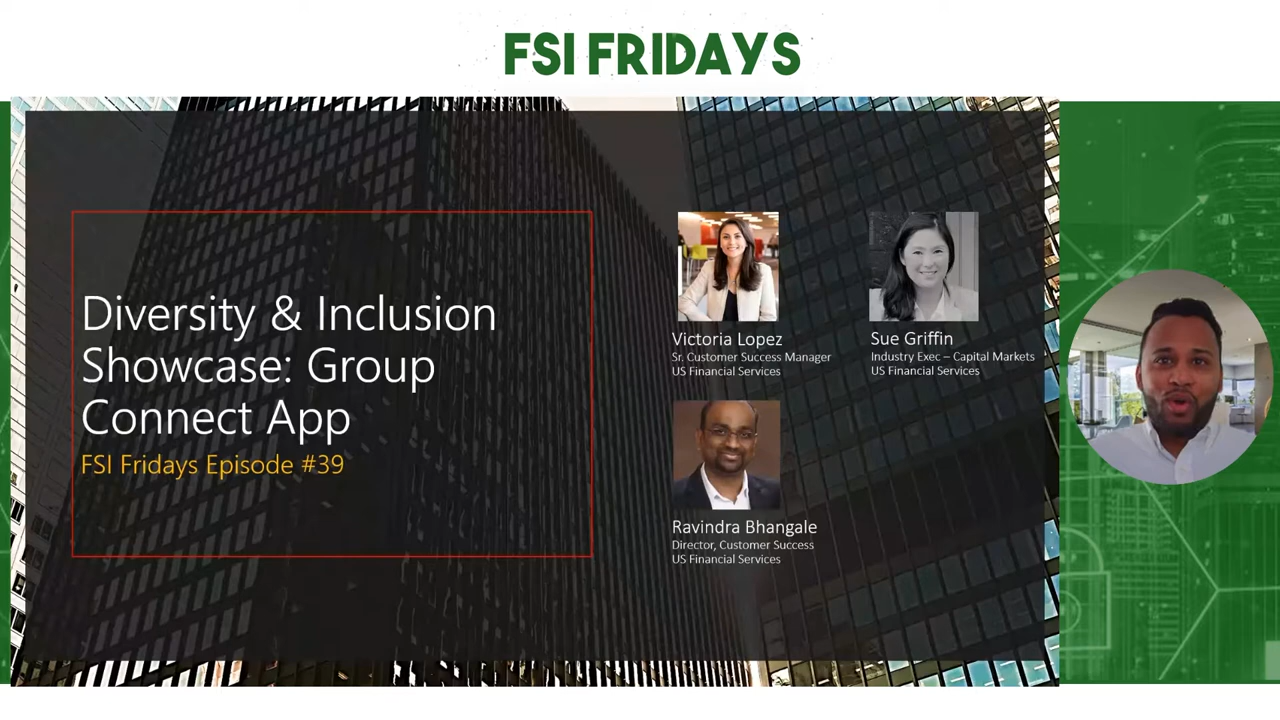 FSI FRIDAYS
Diversity & Inclusion
Showcase: Group
Connect App
FSI Fridays Episode #39
Victoria Lopez
Sr. Customer Success Manager
US Financial Services
Sue Griffin
Industry Exec – Capital Markets
US Financial Services
Ravindra Bhangale
Director, Customer Success
US Financial Services